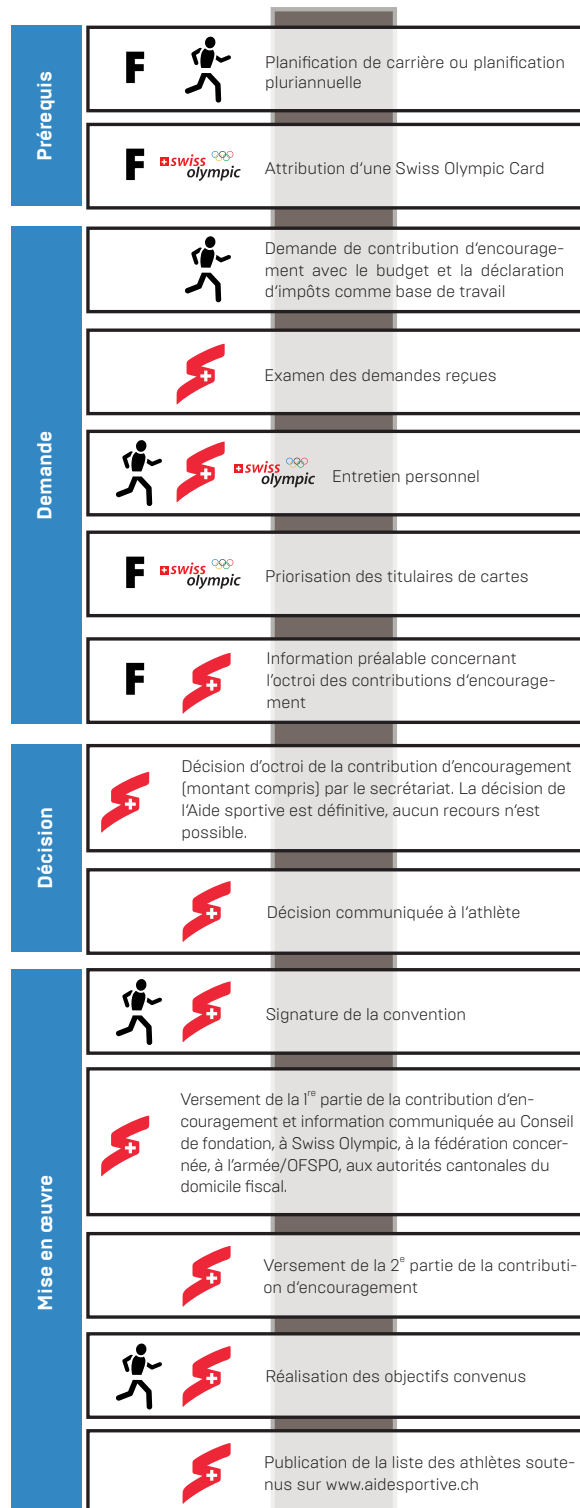 Prérequis
F
Planification de carrière ou planification
pluriannuelle
F
swiss
olympic
Attribution d'une Swiss Olympic Card
Demande
Demande de contribution d'encourage-
ment avec le budget et la déclaration
d'impôts comme base de travail
Examen des demandes reçues
swiss
olympic
Entretien personnel
F
swiss
olympic
Priorisation des titulaires de cartes
F
Information préalable concernant
l'octroi des contributions d'encourage-
ment
Décision
Décision d'octroi de la contribution d'encouragement
(montant compris) par le secrétariat. La décision de
l'Aide sportive est définitive, aucun recours n'est
possible.
Décision communiquée à l'athlète
Mise en œuvre
Signature de la convention
Versement de la 1re partie de la contribution d'en-
couragement et information communiquée au Conseil
de fondation, à Swiss Olympic, à la fédération concer-
née, à l'armée/OFSPO, aux autorités cantonales du
domicile fiscal.
Versement de la 2e partie de la contributi-
on d'encouragement
Réalisation des objectifs convenus
Publication de la liste des athlètes soute-
nus sur www.aidesportive.ch